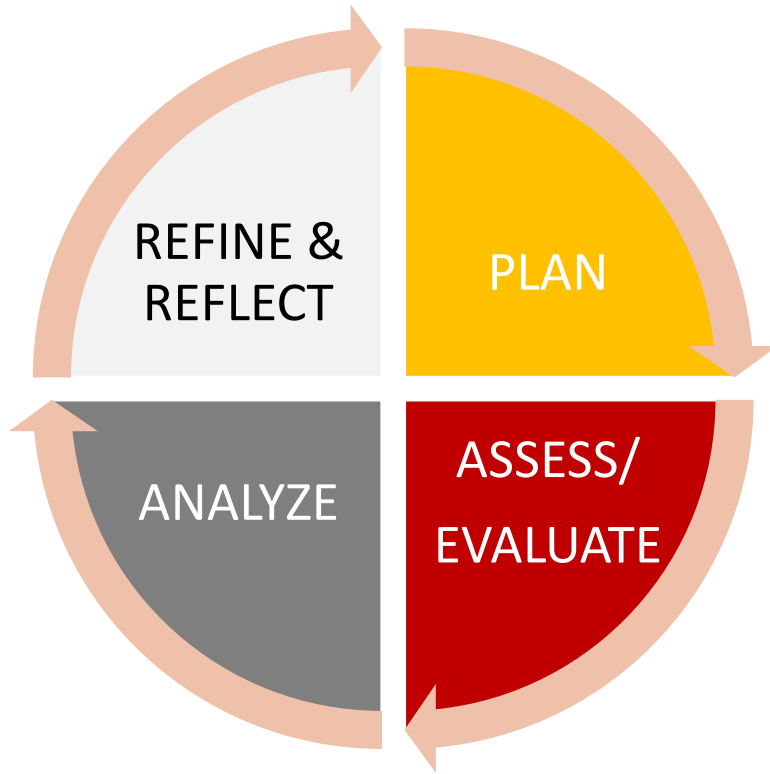 REFINE &
REFLECT
PLAN
ASSESS/
EVALUATE
ANALYZE